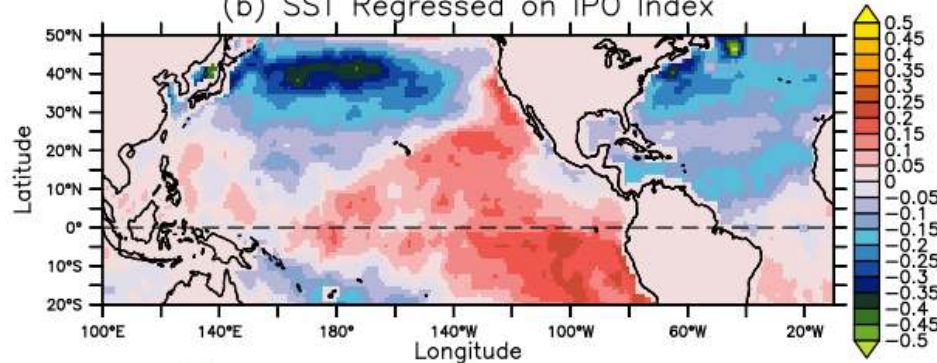 (b) SST Regressed on IPO Index
50°N
40°N
30°N
20°N
10°N
0°
10°S
20°S
Latitude
100°E 140°E 180° 140°W 100°W 60°W 20°W
Longitude
0.5
0.45
0.4
0.35
0.3
0.25
0.2
0.15
0.1
0.05
0
-0.05
-0.1
-0.15
-0.2
-0.25
-0.3
-0.35
-0.4
-0.45
-0.5